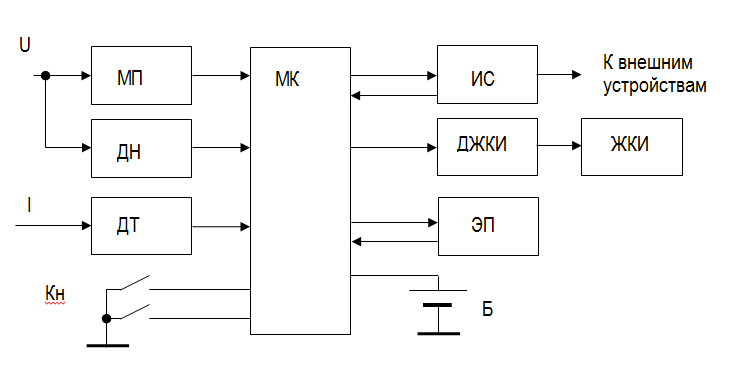 U
МП
МК
ИС
К внешним
устройствам
ДН
ДЖКИ
ЖКИ
I
ДТ
ЭП
Кн
Б